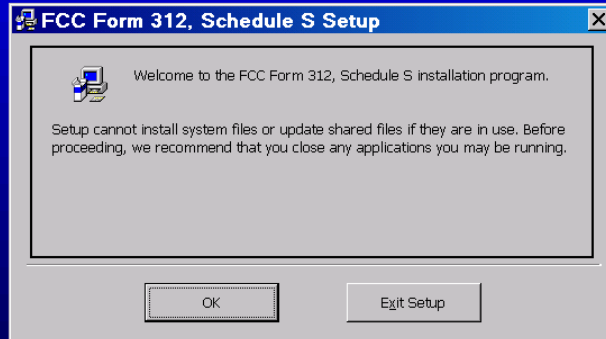 FCC Form 312, Schedule S Setup
Welcome to the FCC Form 312, Schedule S installation program.
Setup cannot install system files or update shared files if they are in use. Before
proceeding, we recommend that you close any applications you may be running.
OK
Exit Setup